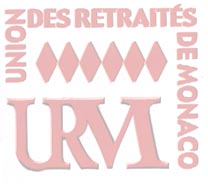 UNION
DES RETRAITÉS
DE MONACO
URM